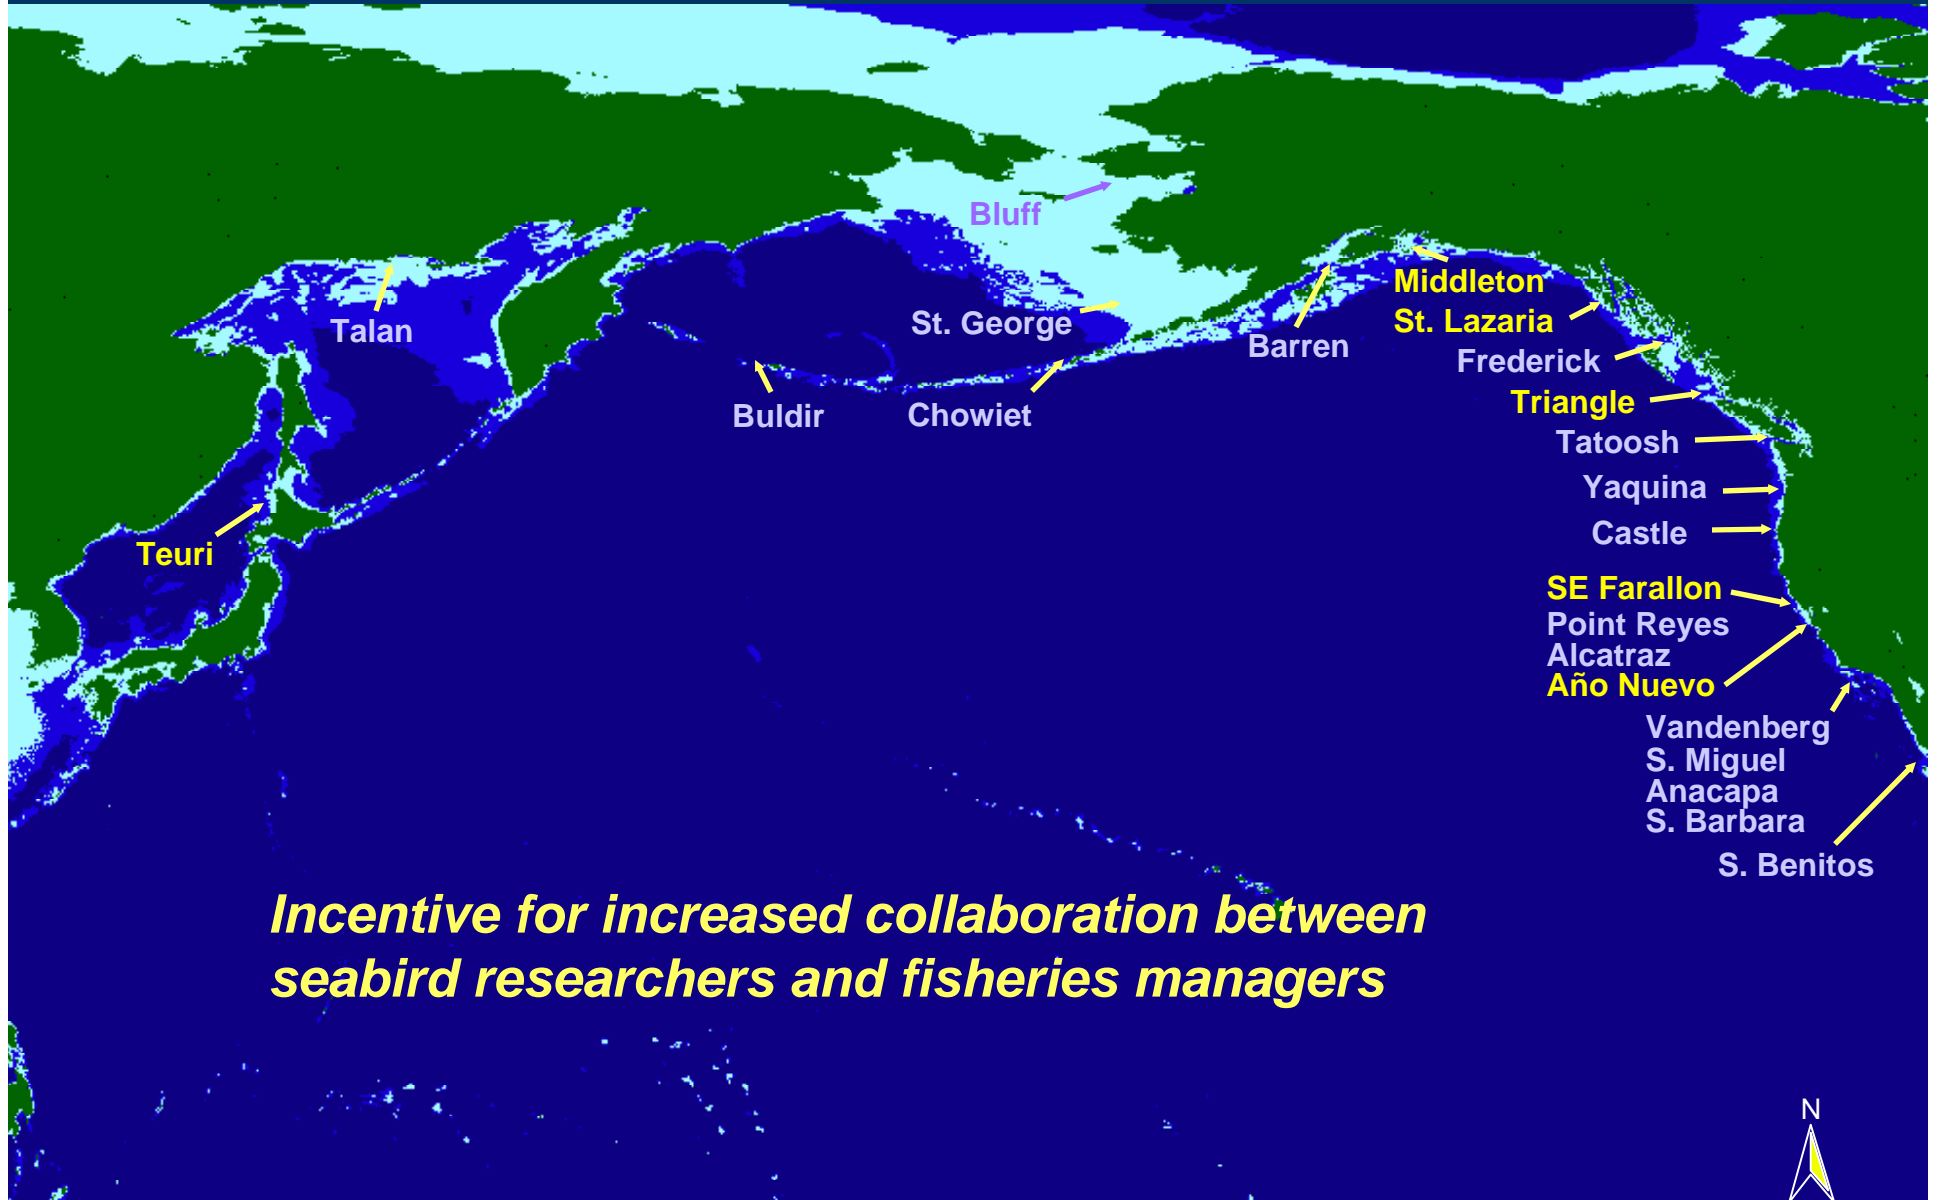 Bluff
Talan
St. George
Middleton
St. Lazaria
Barren
Frederick
Buldir
Chowiet
Triangle
Tatoosh
Yaquina
Castle
Teuri
SE Farallon
Point Reyes
Alcatraz
Año Nuevo
Vandenberg
S. Miguel
Anacapa
S. Barbara
S. Benitos
Incentive for increased collaboration between
seabird researchers and fisheries managers
N